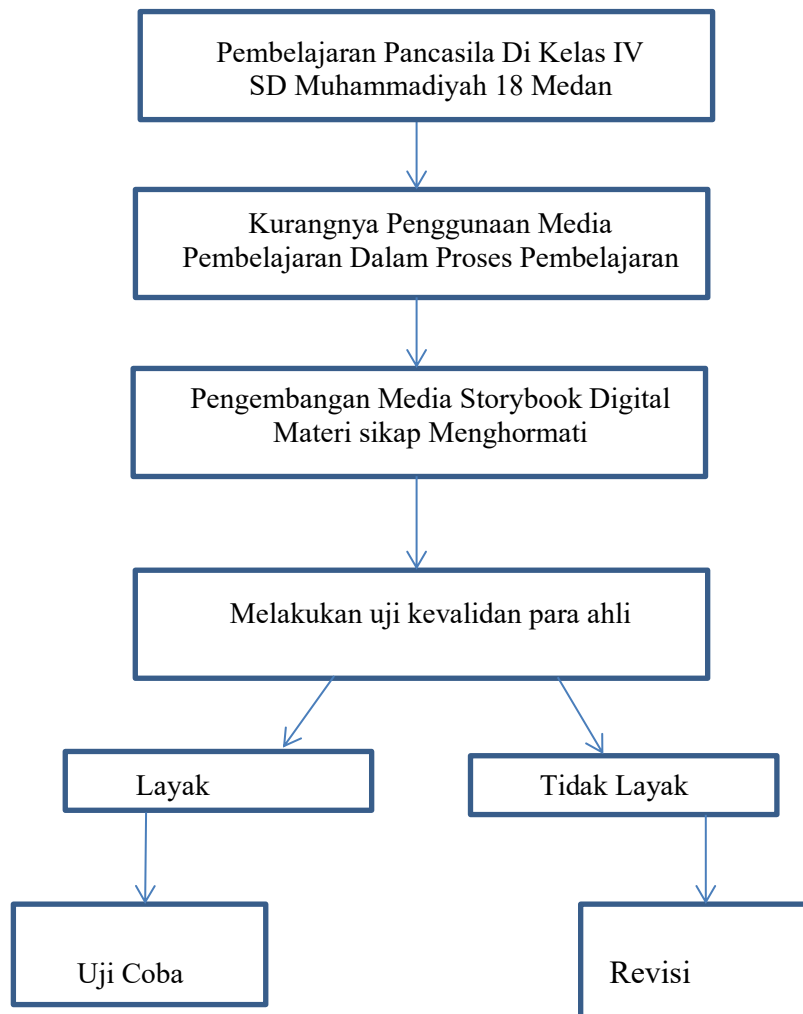 Pembelajaran Pancasila Di Kelas IV
SD Muhammadiyah 18 Medan
Kurangnya Penggunaan Media
Pembelajaran Dalam Proses Pembelajaran
Pengembangan Media Storybook Digital
Materi sikap Menghormati
Melakukan uji kevalidan para ahli
Layak
Tidak Layak
Uji Coba
Revisi